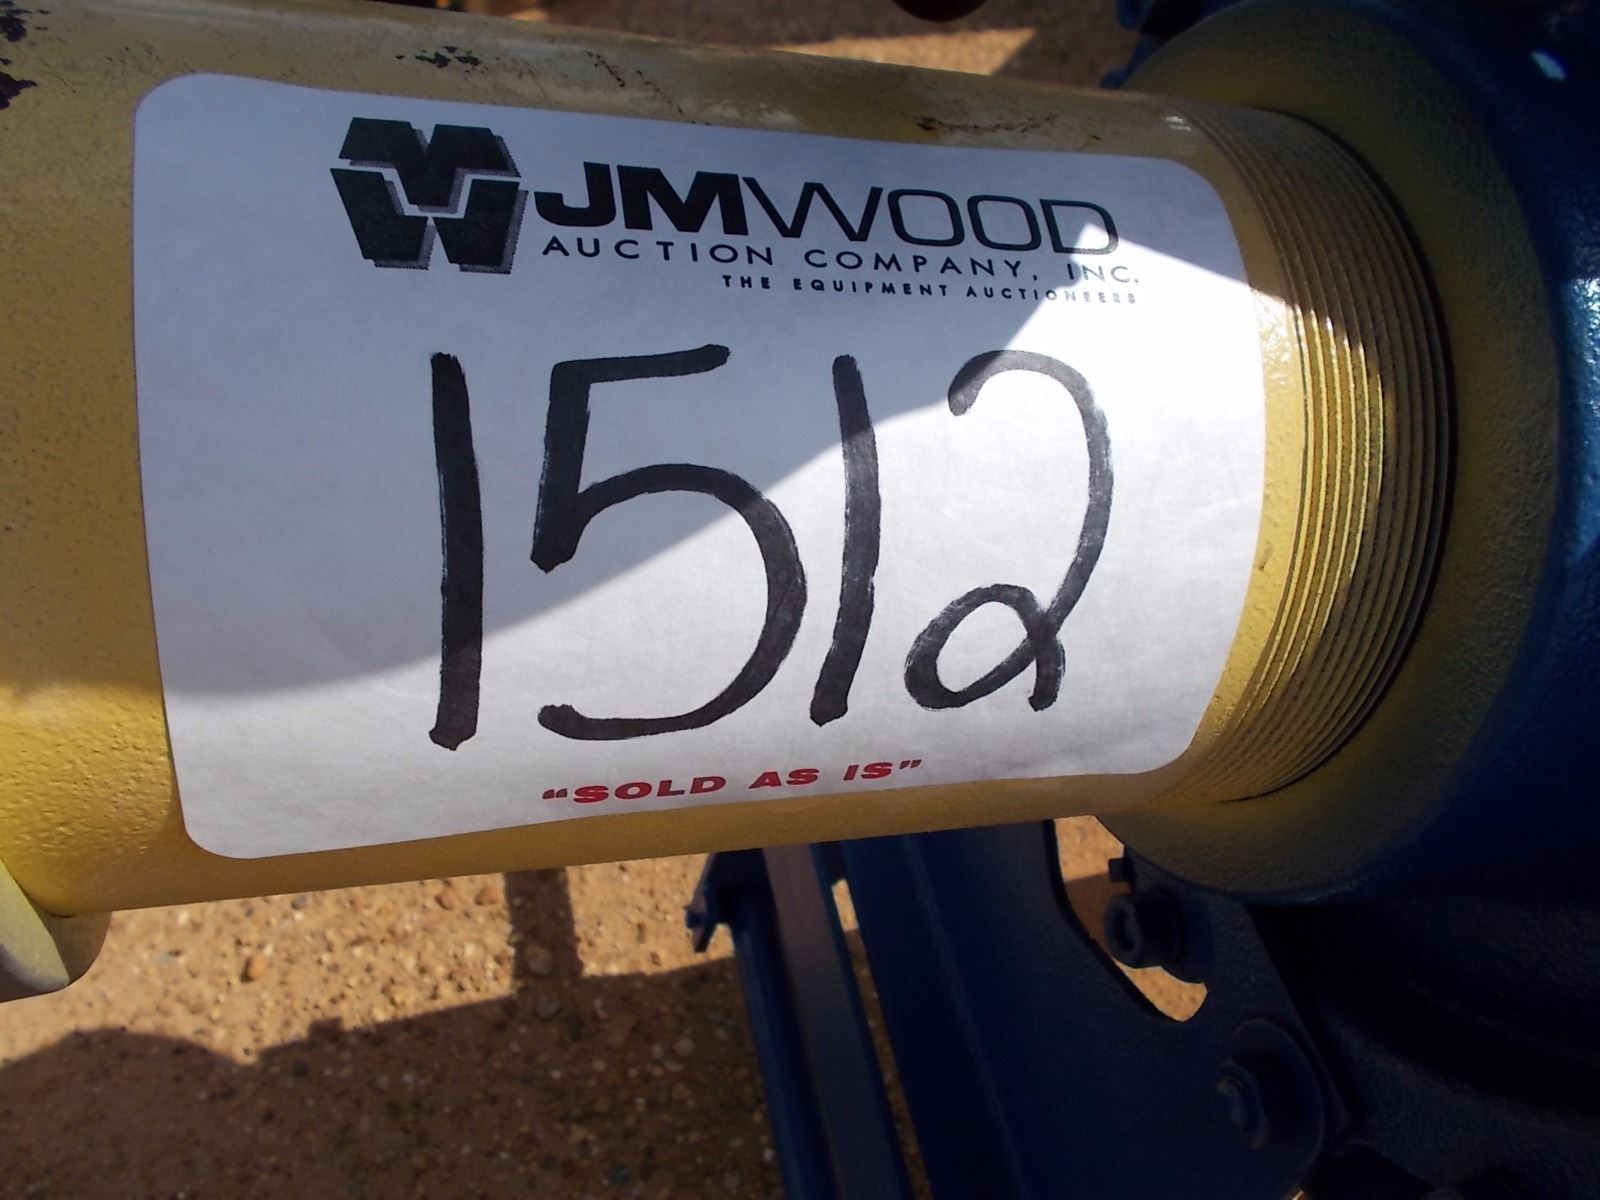 JMWOOD
AUCTION COMPANY, INC.
THE EQUIPMENT AUCTIONEERS
1512
"SOLD AS IS"